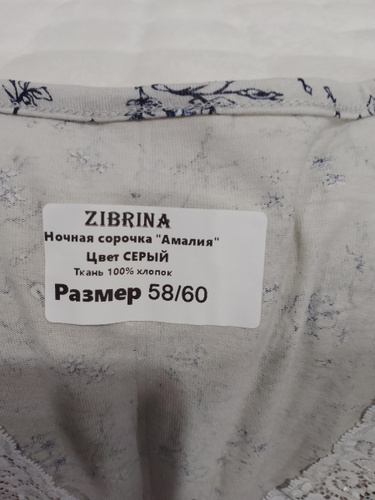 ZIBRINA
Ночная сорочка "Амалия"
Цвет СЕРЫЙ
Ткань 100% хлопок
Размер 58/60